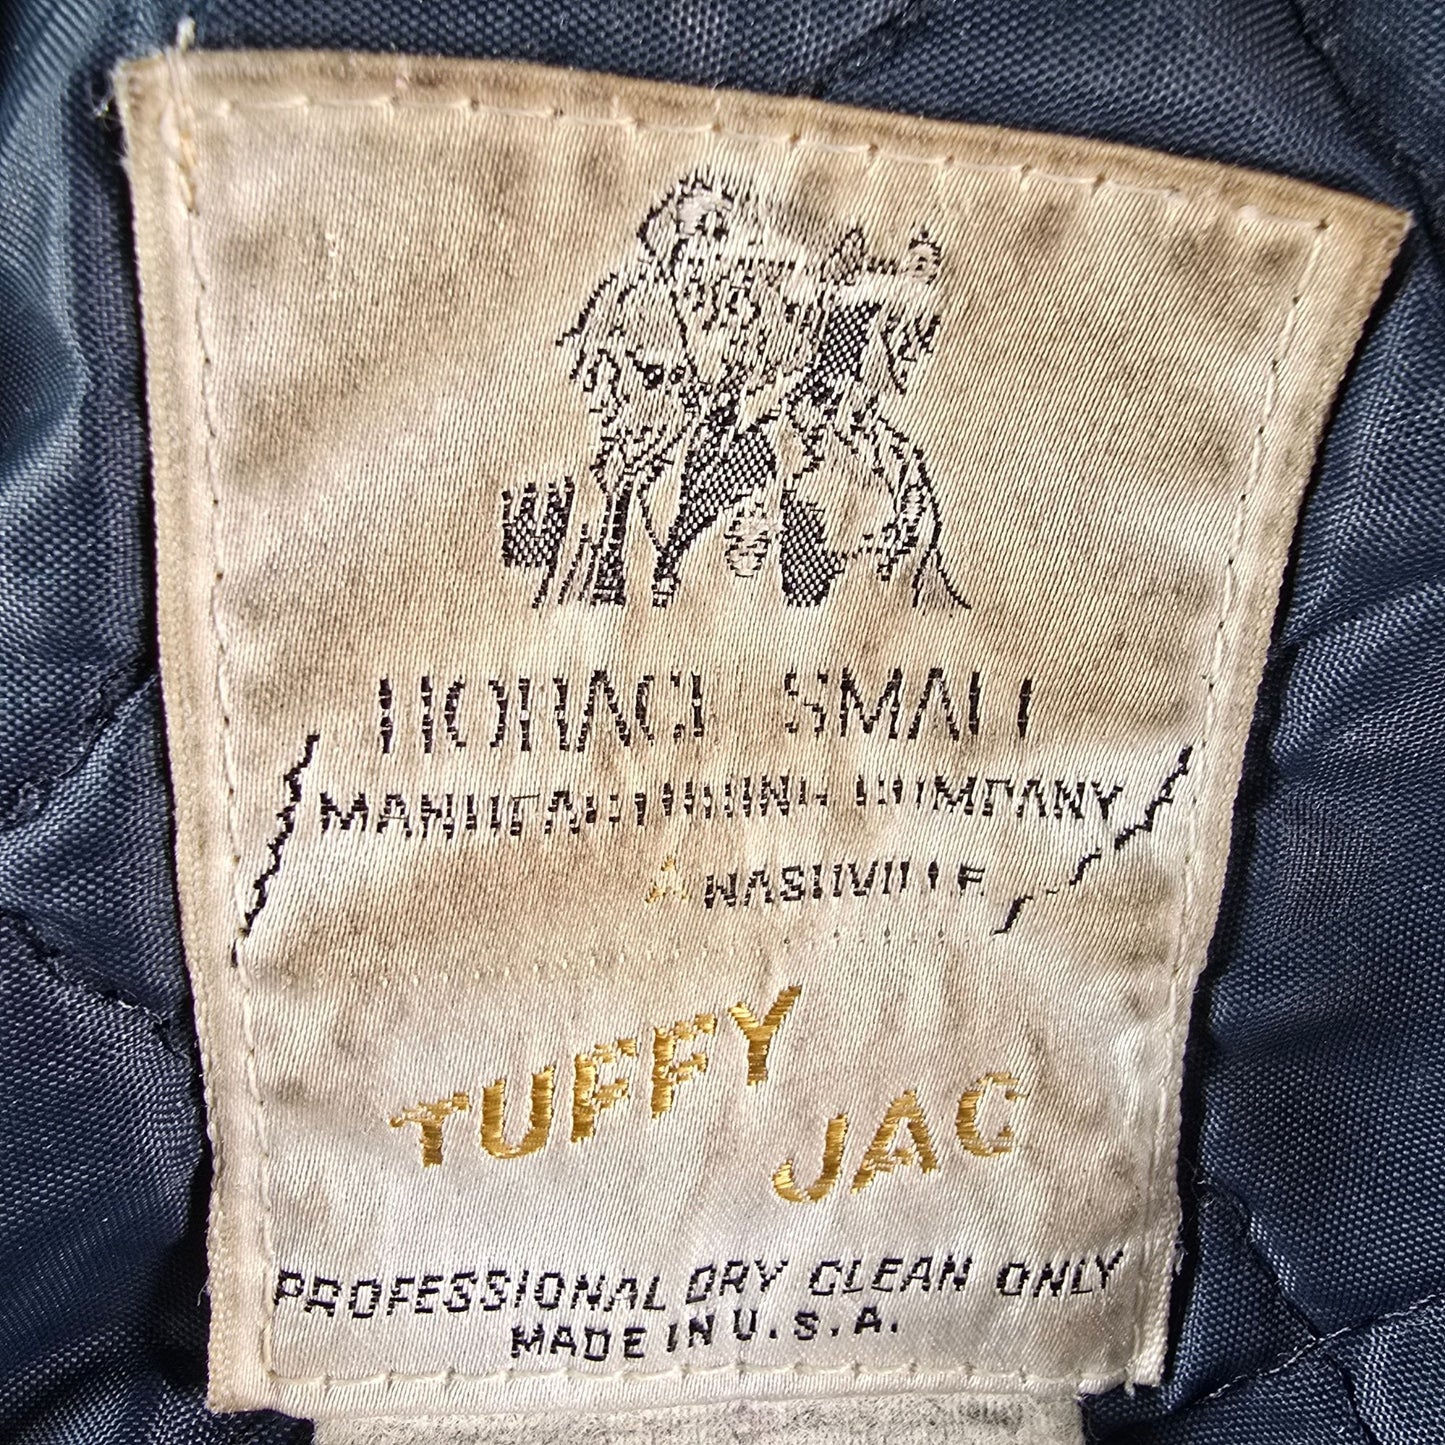 HORACE SMALL
MANUFACTURING COMPANY
NASHVILLE
TUFFY
JAC
PROFESSIONAL DRY CLEAN ONLY
MADE IN U.S.A.